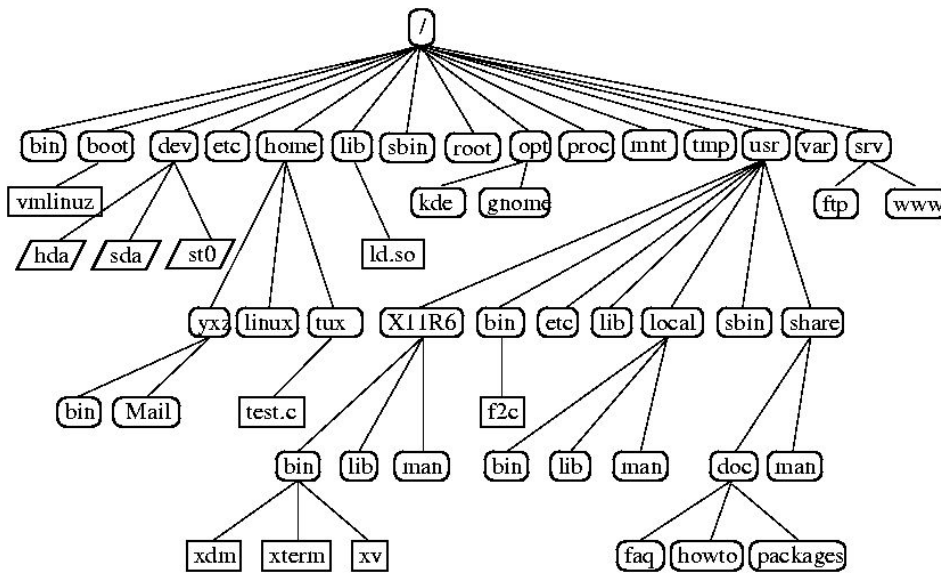 /
bin boot dev etc home lib sbin root opt proc mnt tmp usr var srv
vmlinuz kde gnome ftp www
hda sda st0 ld.so
yxz linux tux X11R6 bin etc lib local sbin share
bin Mail test.c f2c
bin lib man bin lib man doc man
xdm xterm xv faq howto packages